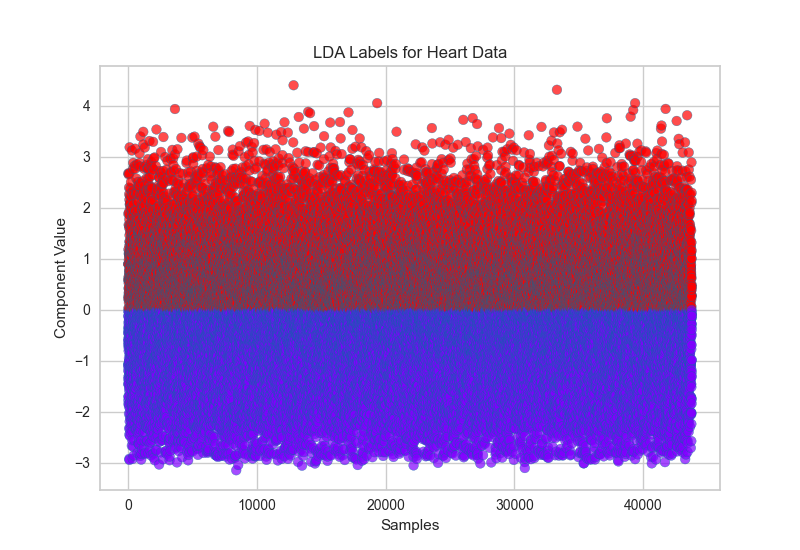 LDA Labels for Heart Data
Component Value
4
3
2
1
0
−1
−2
−3
0 10000 20000 30000 40000
Samples